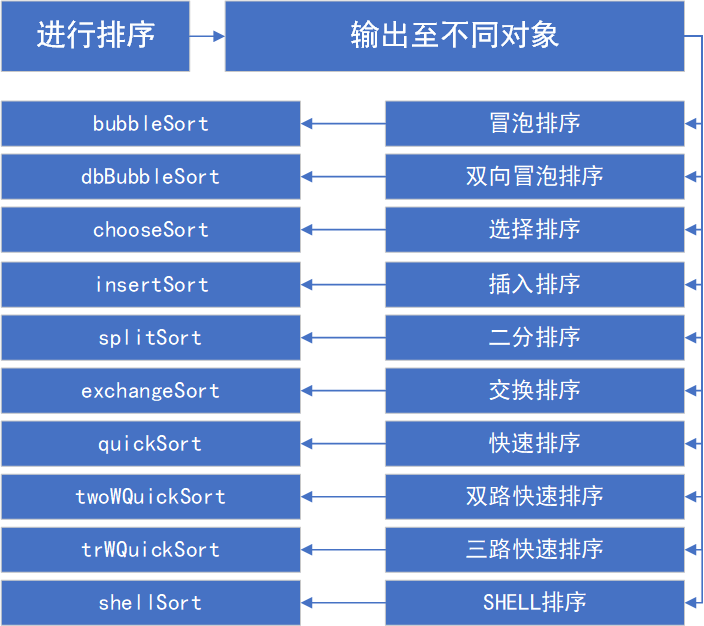 进行排序
输出至不同对象
bubbleSort
冒泡排序
dbBubbleSort
双向冒泡排序
chooseSort
选择排序
insertSort
插入排序
splitSort
二分排序
exchangeSort
交换排序
quickSort
快速排序
twoWQuickSort
双路快速排序
trWQuickSort
三路快速排序
shellSort
SHELL排序